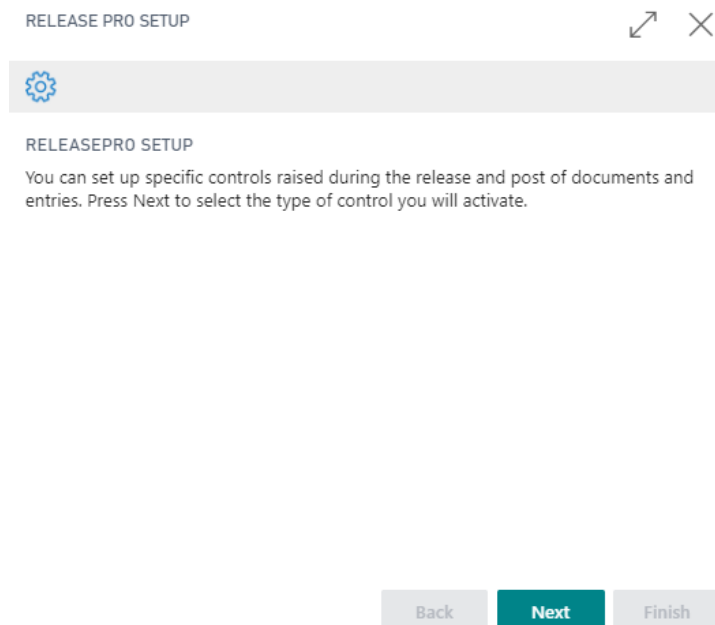 RELEASE PRO SETUP
RELEASEPRO SETUP
You can set up specific controls raised during the release and post of documents and
entries. Press Next to select the type of control you will activate.
Back Next Finish